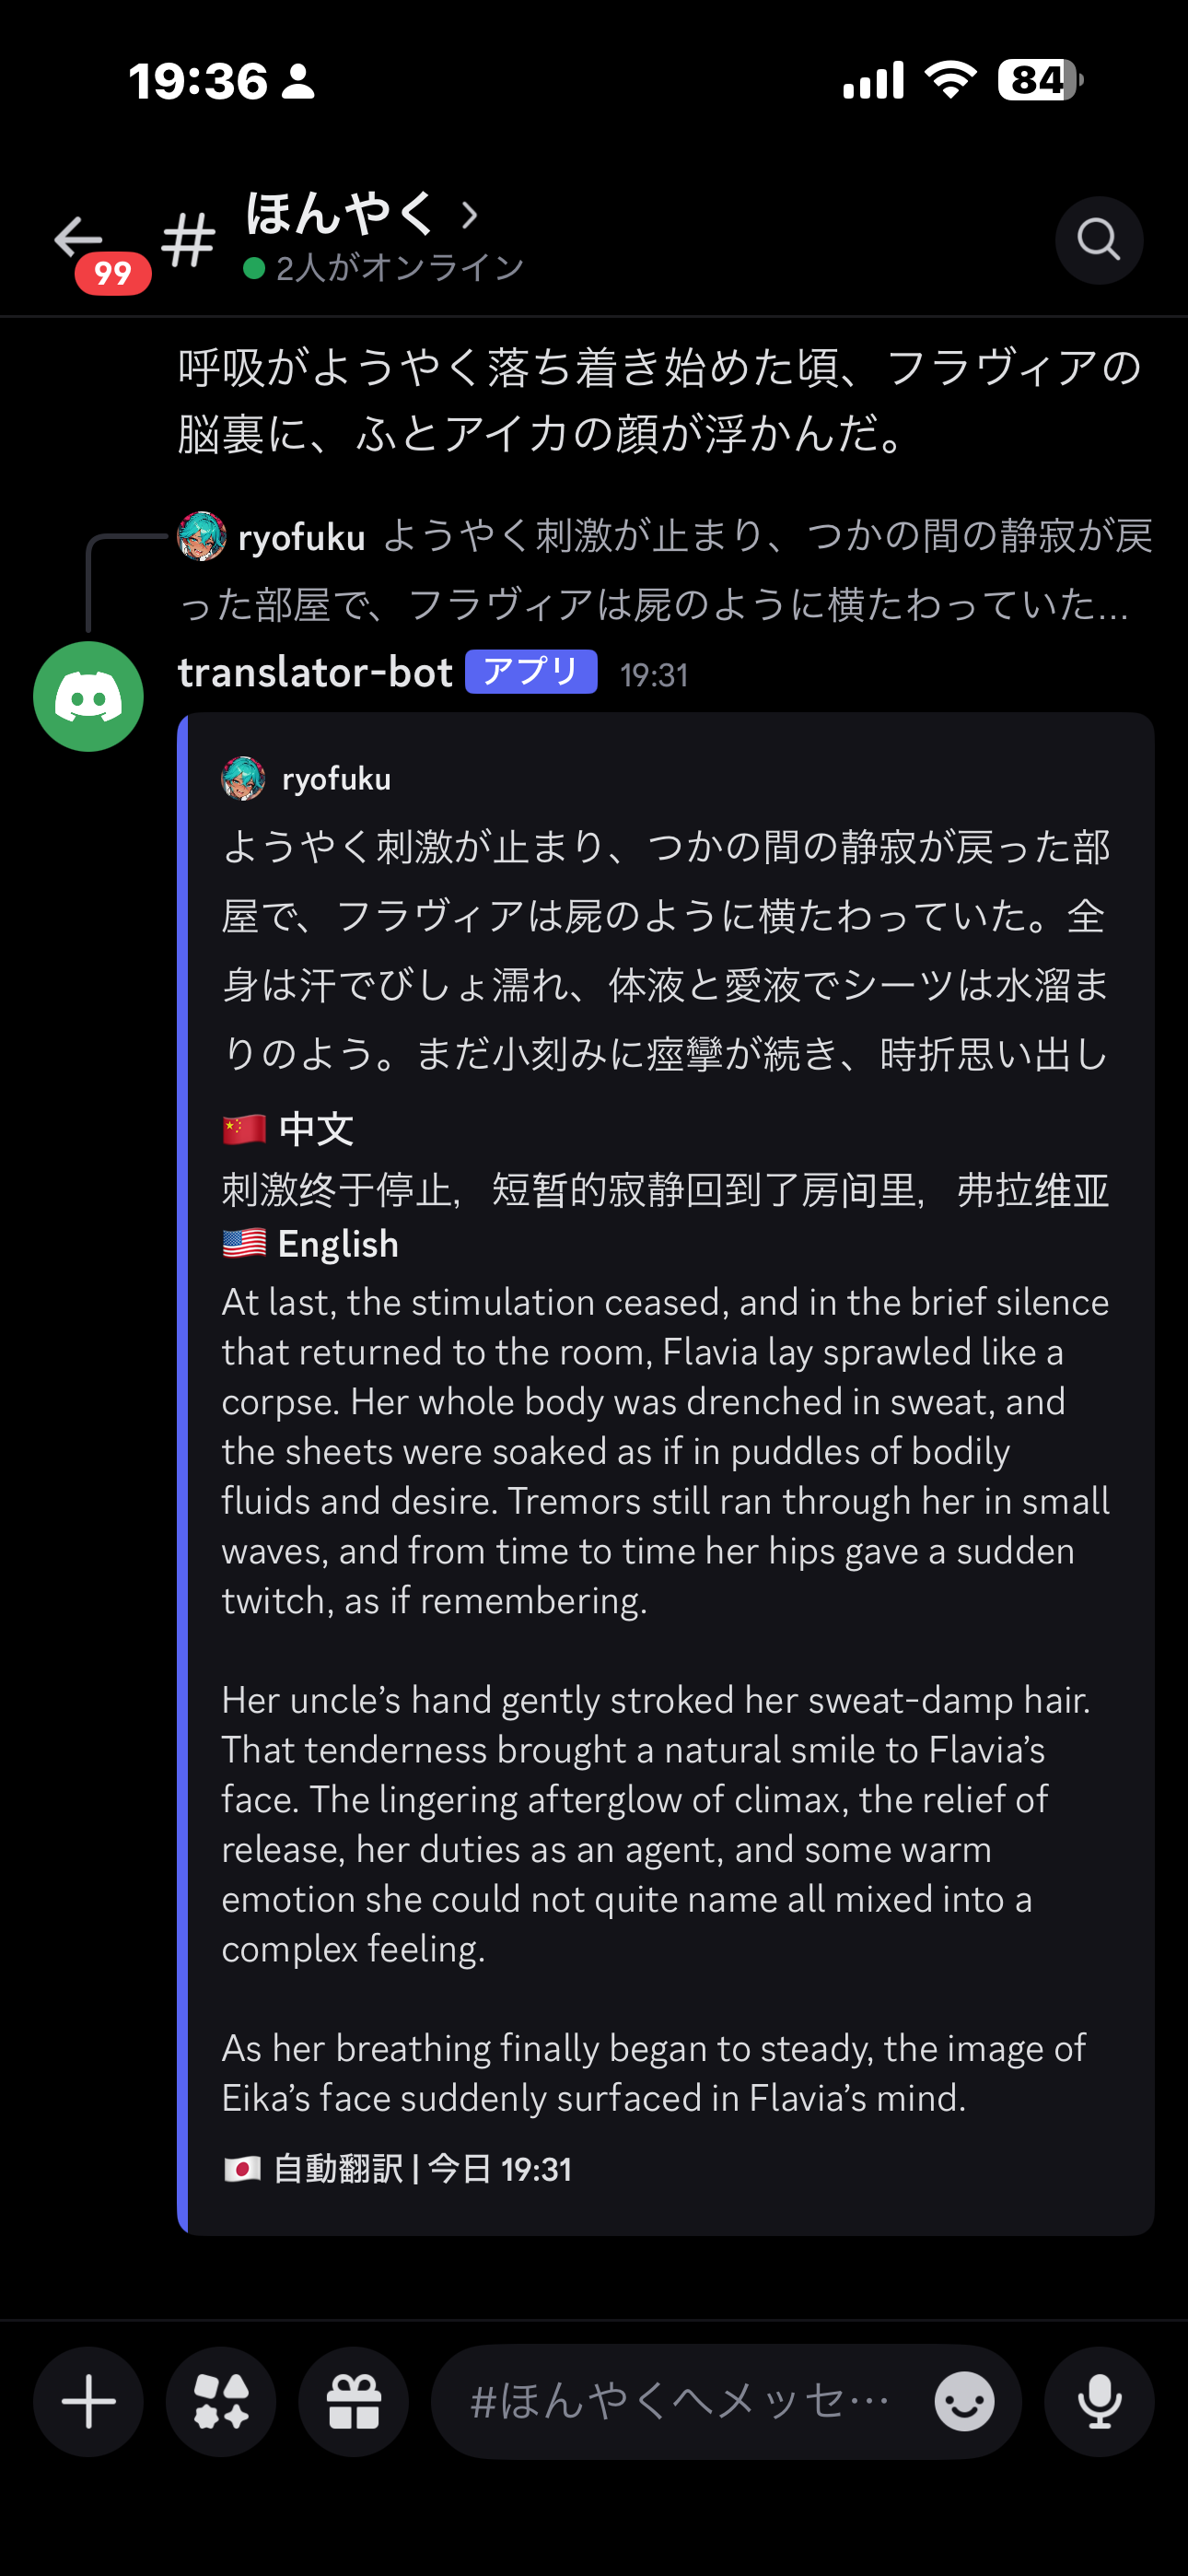 19:36
84
99
# ほんやく
2人がオンライン
呼吸がようやく落ち着き始めた頃、フラヴィアの
脳裏に、ふとアイカの顔が浮かんだ。
ryofuku ようやく刺激が止まり、つかの間の静寂が戻
った部屋で、フラヴィアは屍のように横たわっていた...
translator-bot アプリ 19:31
ryofuku
ようやく刺激が止まり、つかの間の静寂が戻った部
屋で、フラヴィアは屍のように横たわっていた。全
身は汗でびしょ濡れ、体液と愛液でシーツは水溜ま
りのよう。まだ小刻みに痙攣が続き、時折思い出し
🇨🇳 中文
刺激终于停止，短暂的寂静回到了房间里，弗拉维亚
🇺🇸 English
At last, the stimulation ceased, and in the brief silence
that returned to the room, Flavia lay sprawled like a
corpse. Her whole body was drenched in sweat, and
the sheets were soaked as if in puddles of bodily
fluids and desire. Tremors still ran through her in small
waves, and from time to time her hips gave a sudden
twitch, as if remembering.
Her uncle’s hand gently stroked her sweat-damp hair.
That tenderness brought a natural smile to Flavia’s
face. The lingering afterglow of climax, the relief of
release, her duties as an agent, and some warm
emotion she could not quite name all mixed into a
complex feeling.
As her breathing finally began to steady, the image of
Eika’s face suddenly surfaced in Flavia’s mind.
🇯🇵 自動翻訳 | 今日 19:31
#ほんやくへメッセ…